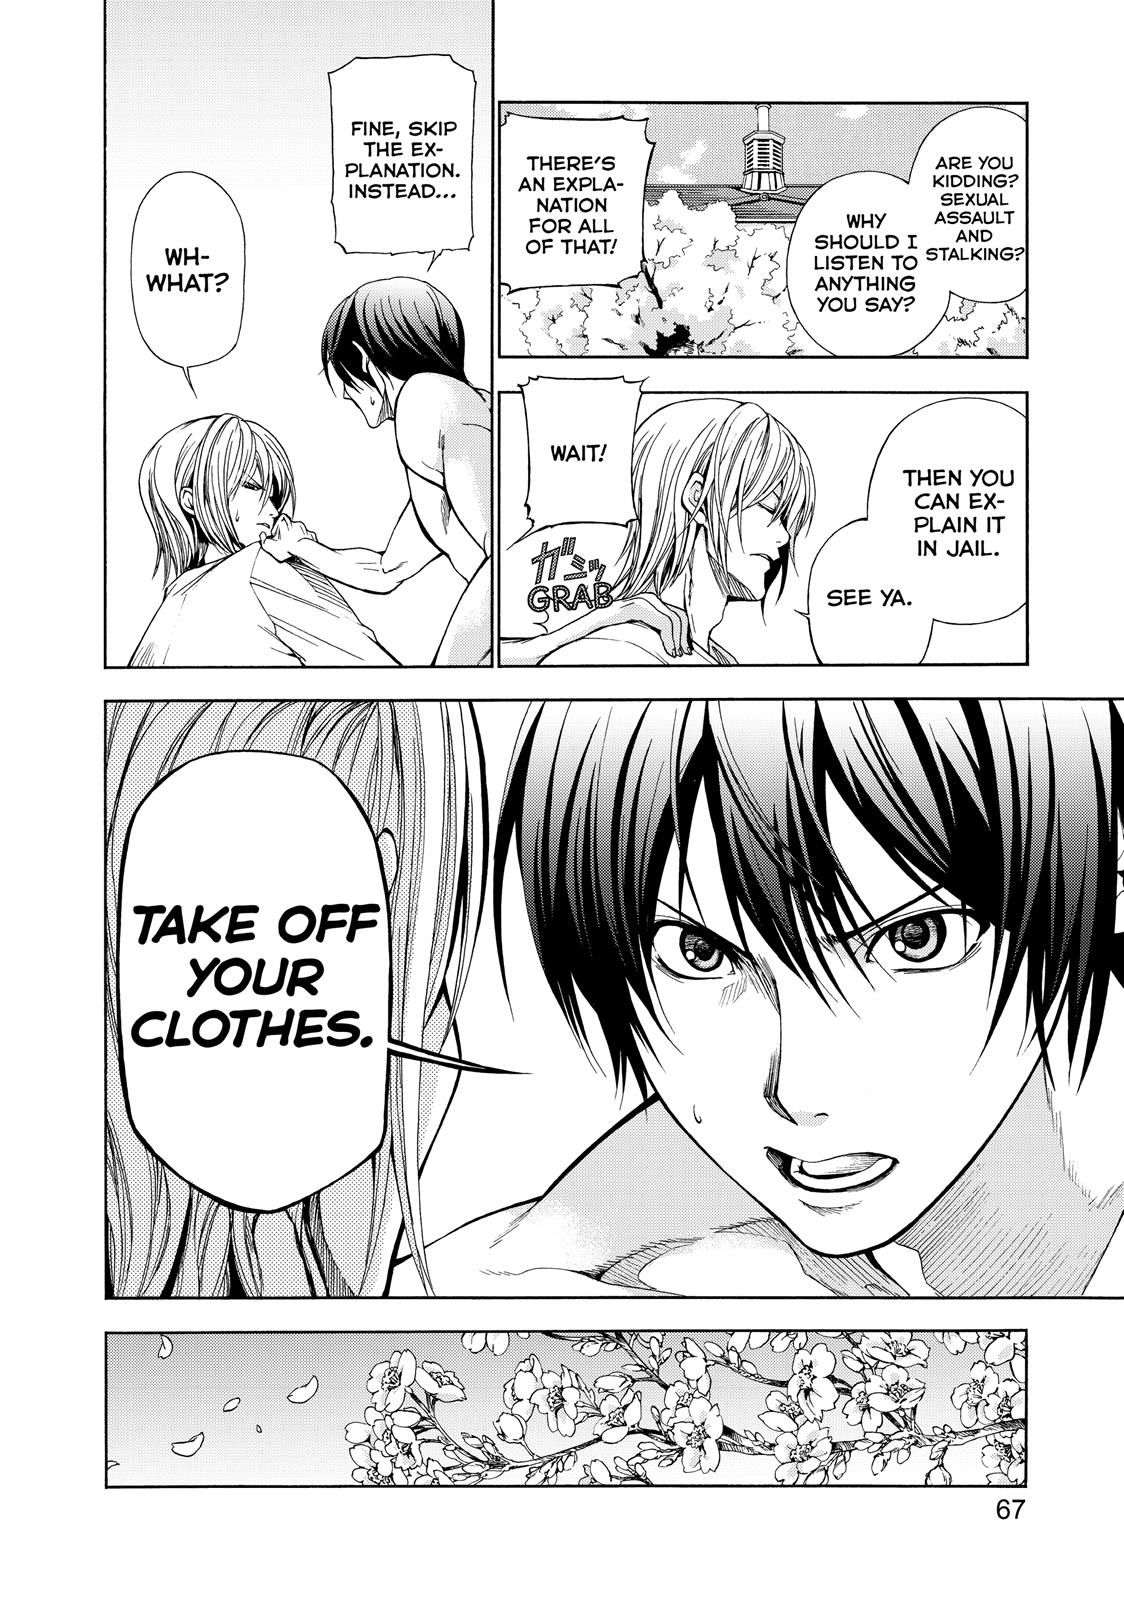 ARE YOU
KIDDING?
SEXUAL
ASSAULT
AND
STALKING?
WHY
SHOULD I
LISTEN TO
ANYTHING
YOU SAY?
THERE'S
AN EXPLA-
NATION
FOR ALL
OF THAT!
THEN YOU
CAN EX-
PLAIN IT
IN JAIL.
SEE YA.
WAIT!
ガシッ
GRAB
FINE, SKIP
THE EX-
PLANATION.
INSTEAD...
WH-
WHAT?
TAKE OFF
YOUR
CLOTHES.
67